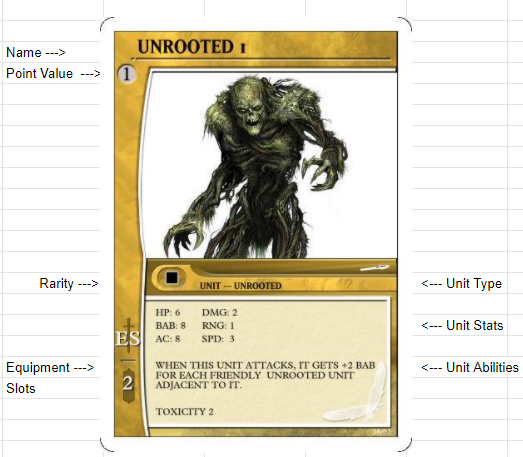 UNROOTED 1
Name --->
Point Value --->
1
Rarity --->
<--- Unit Type
UNIT — UNROOTED
HP: 6 DMG: 2
BAB: 8 RNG: 1
AC: 8 SPD: 3
<--- Unit Stats
ES
WHEN THIS UNIT ATTACKS, IT GETS +2 BAB
FOR EACH FRIENDLY UNROOTED UNIT
ADJACENT TO IT.
Equipment --->
Slots
<--- Unit Abilities
2
TOXICITY 2